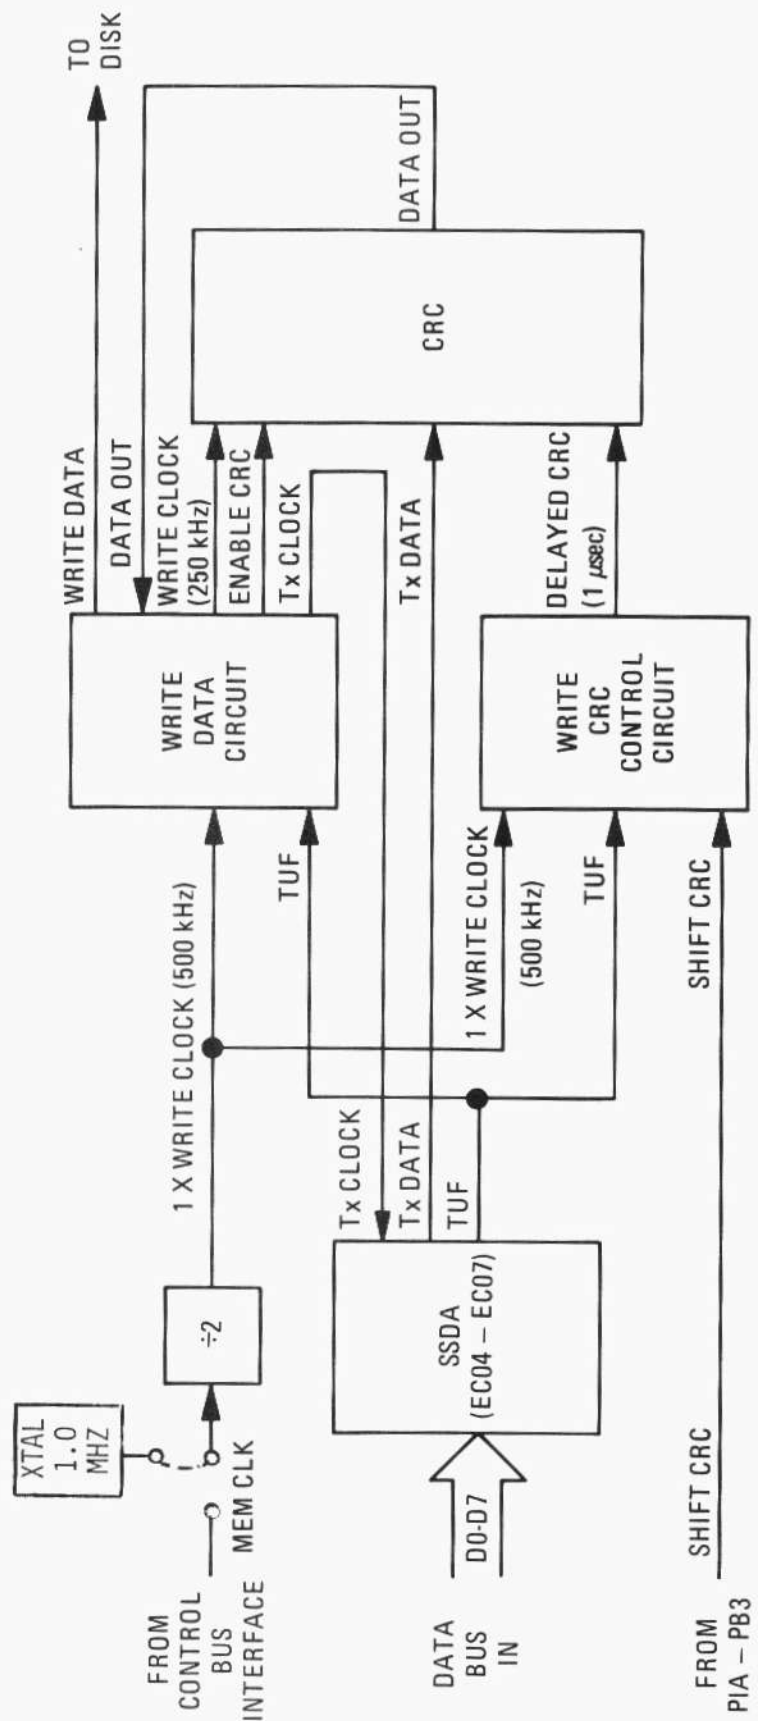 XTAL
1.0
MHZ
FROM
CONTROL
BUS
INTERFACE
MEM CLK
÷2
1 X WRITE CLOCK (500 kHz)
TUF
WRITE
DATA
CIRCUIT
WRITE DATA
TO
DISK
DATA OUT
WRITE CLOCK
(250 kHz)
ENABLE CRC
Tx CLOCK
CRC
DATA OUT
DATA
BUS
IN
D0-D7
SSDA
(EC04 – EC07)
Tx CLOCK
Tx DATA
TUF
Tx DATA
1 X WRITE CLOCK
(500 kHz)
TUF
SHIFT CRC
WRITE
CRC
CONTROL
CIRCUIT
DELAYED CRC
(1 µsec)
FROM
PIA – PB3
SHIFT CRC